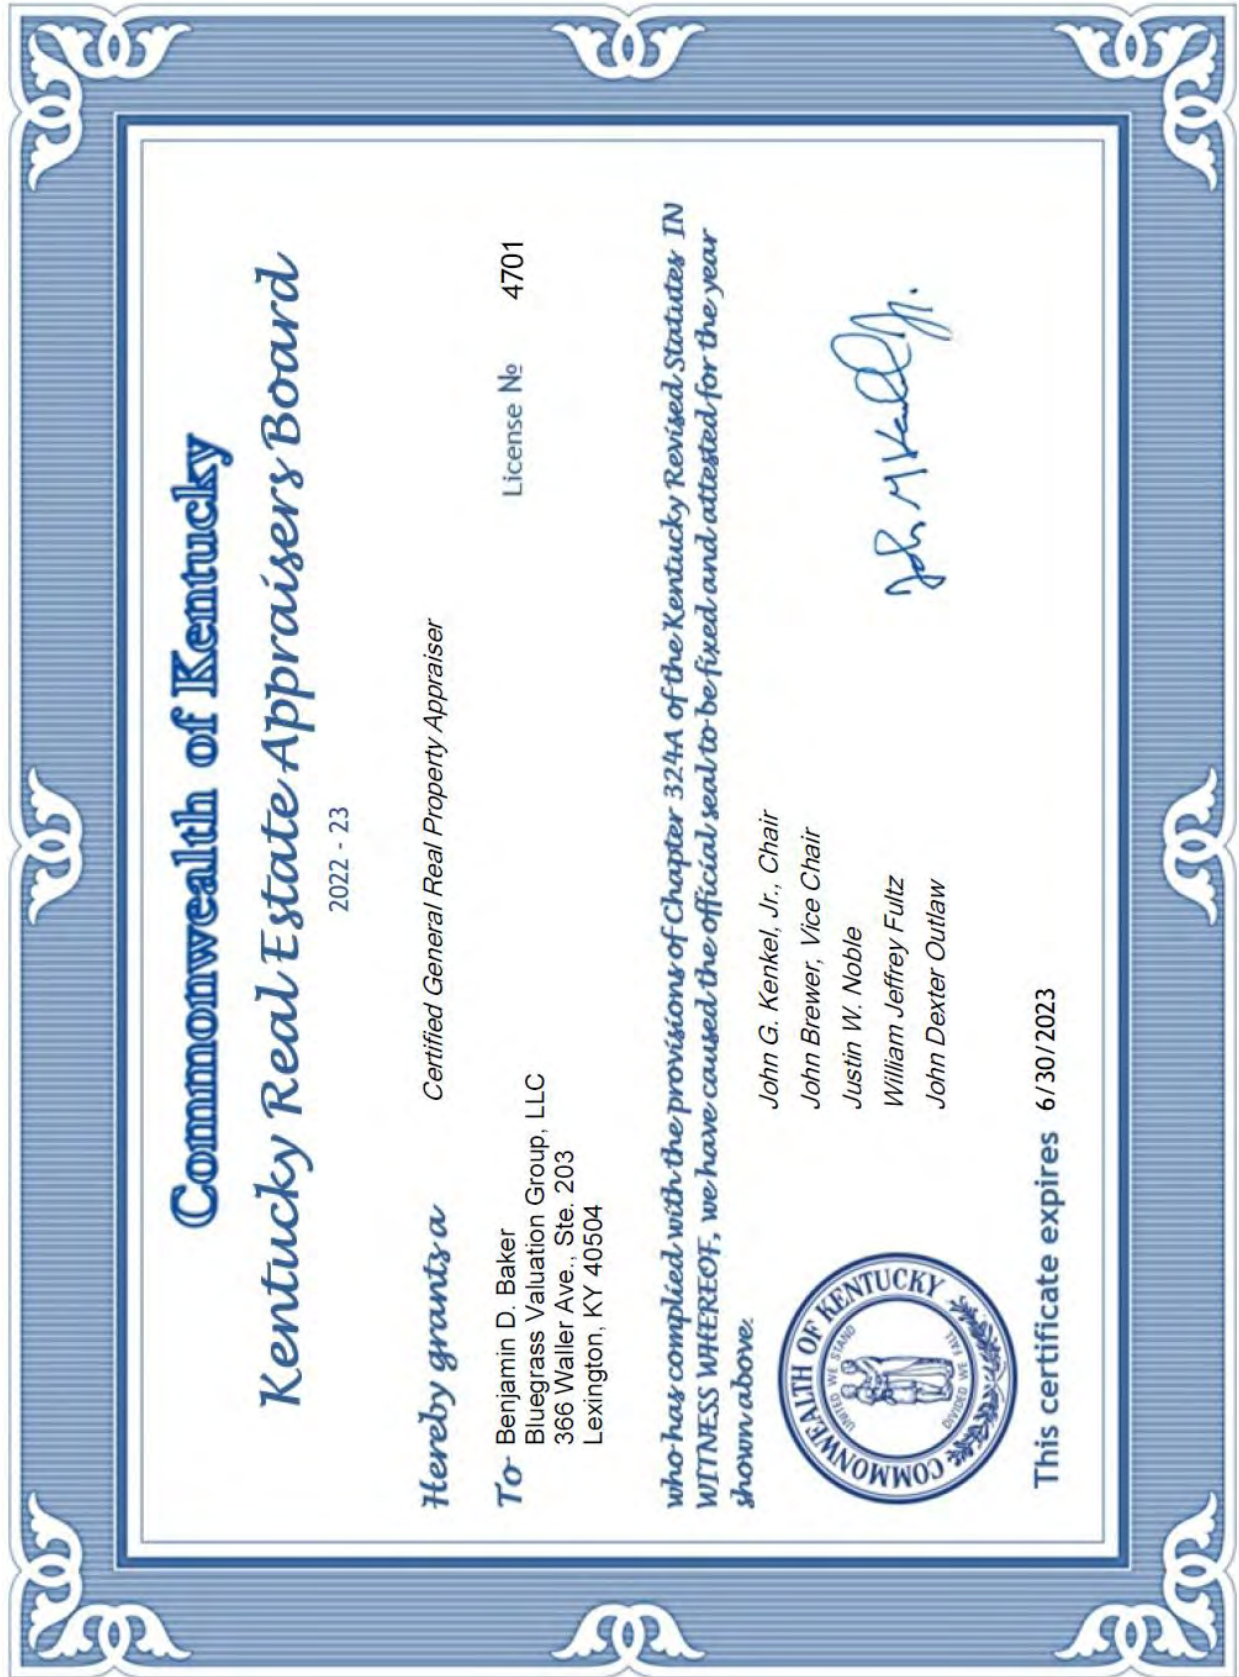 Commonwealth of Kentucky
Kentucky Real Estate Appraisers Board
2022 - 23
Hereby grants a Certified General Real Property Appraiser
To Benjamin D. Baker License № 4701
Bluegrass Valuation Group, LLC
366 Waller Ave., Ste. 203
Lexington, KY 40504
who has complied with the provisions of Chapter 324A of the Kentucky Revised Statutes IN
WITNESS WHEREOF, we have caused the official seal to be fixed and attested for the year
shown above.
John G. Kenkel, Jr., Chair
John Brewer, Vice Chair
Justin W. Noble
William Jeffrey Fultz
John Dexter Outlaw
COMMONWEALTH OF KENTUCKY
UNITED WE STAND
DIVIDED WE FALL
This certificate expires 6/30/2023